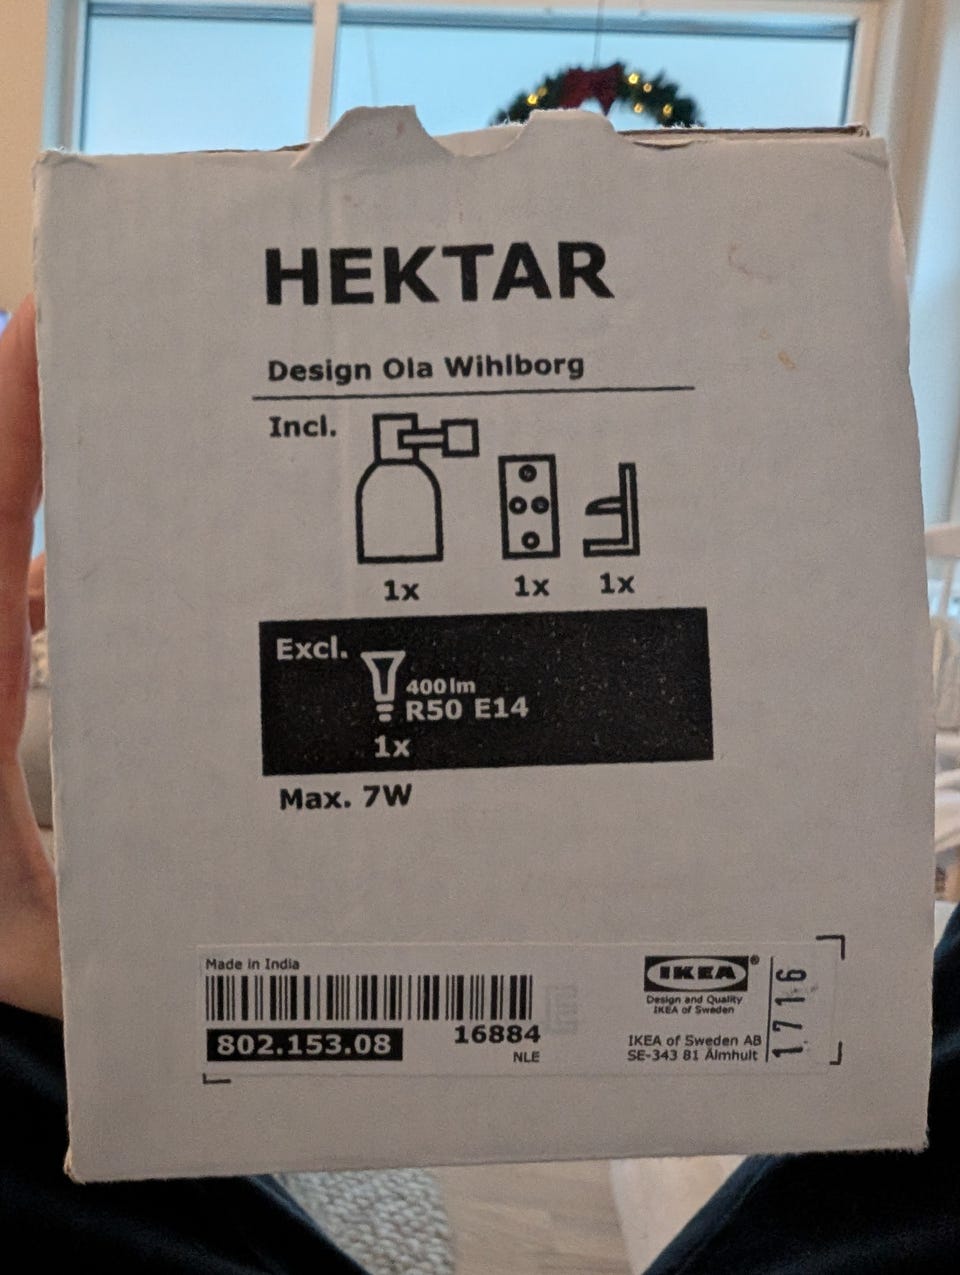 HEKTAR
Design Ola Wihlborg
Incl.
1x 1x 1x
Excl.
400 lm
R50 E14
1x
Max. 7W
Made in India
802.153.08
16884
NLE
IKEA®
Design and Quality
IKEA of Sweden
IKEA of Sweden AB
SE-343 81 Älmhult
1716